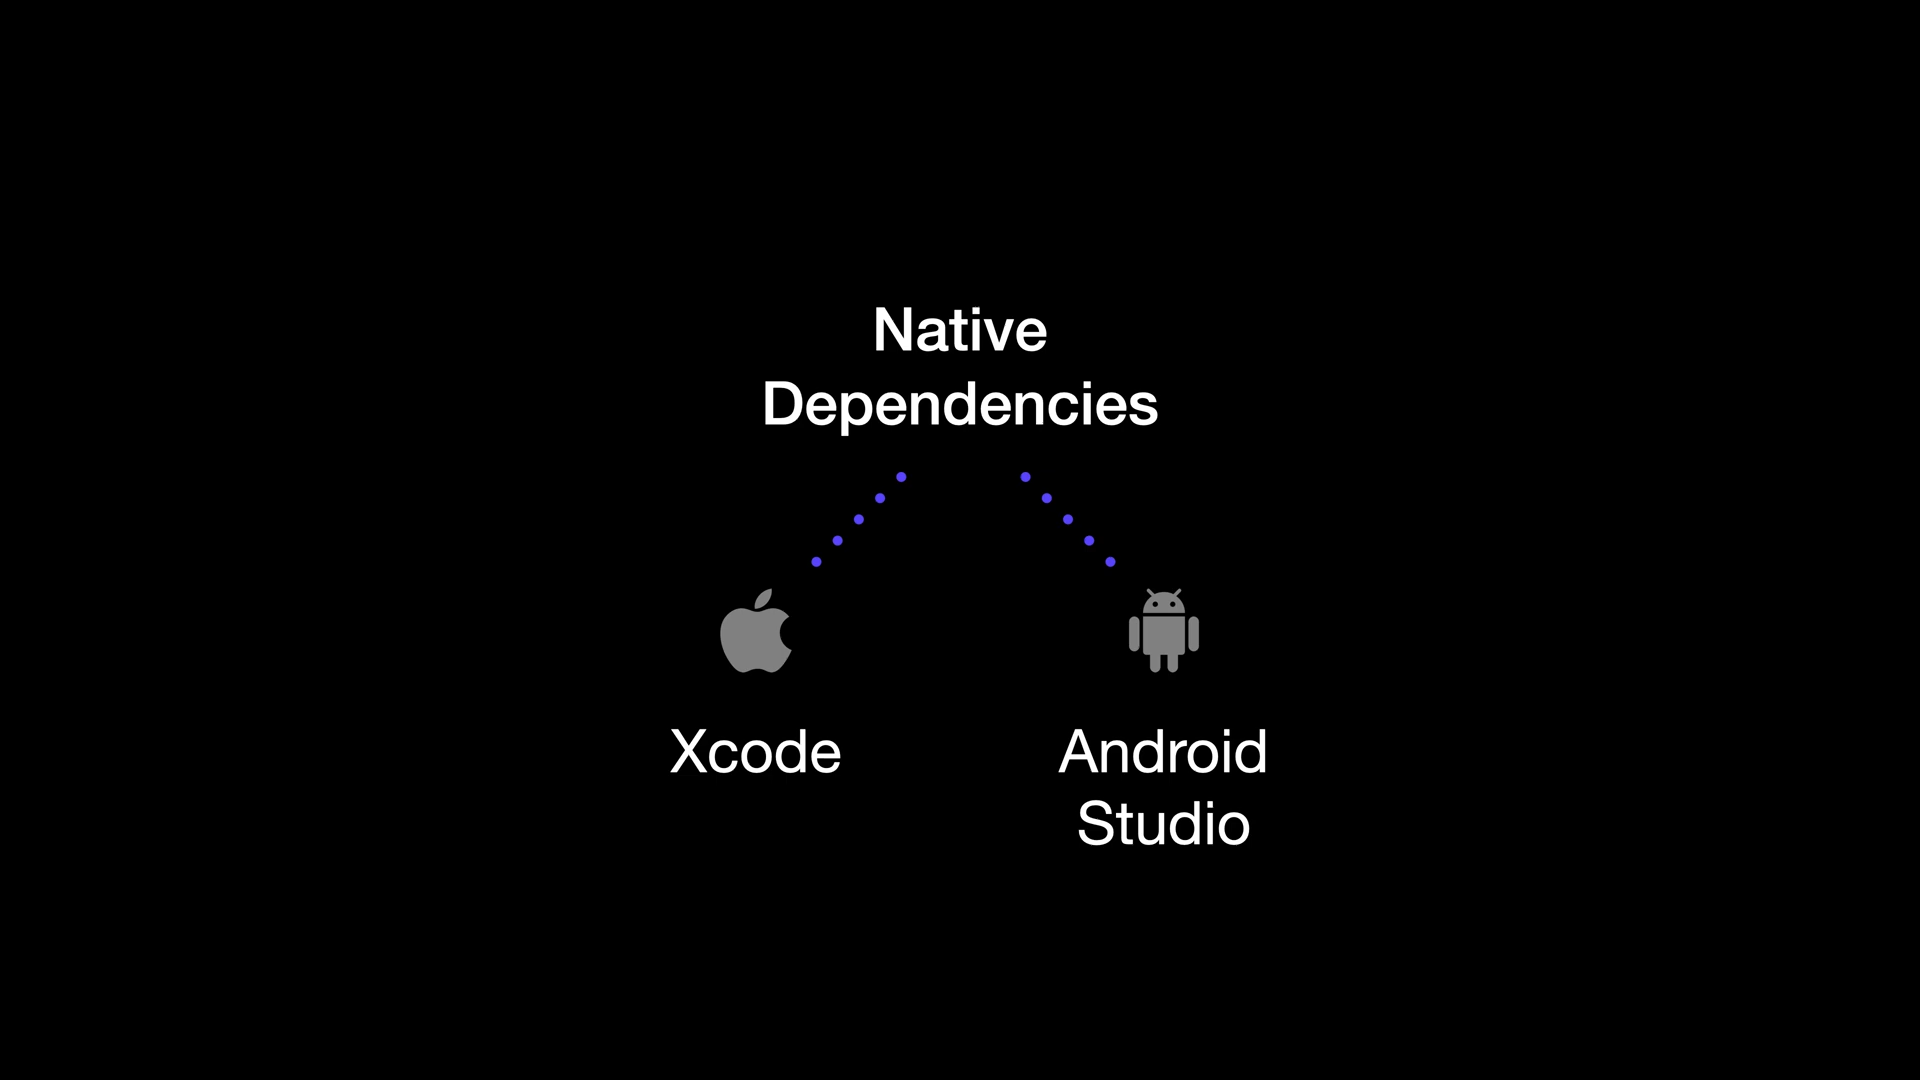 Native
Dependencies
Xcode
Android
Studio